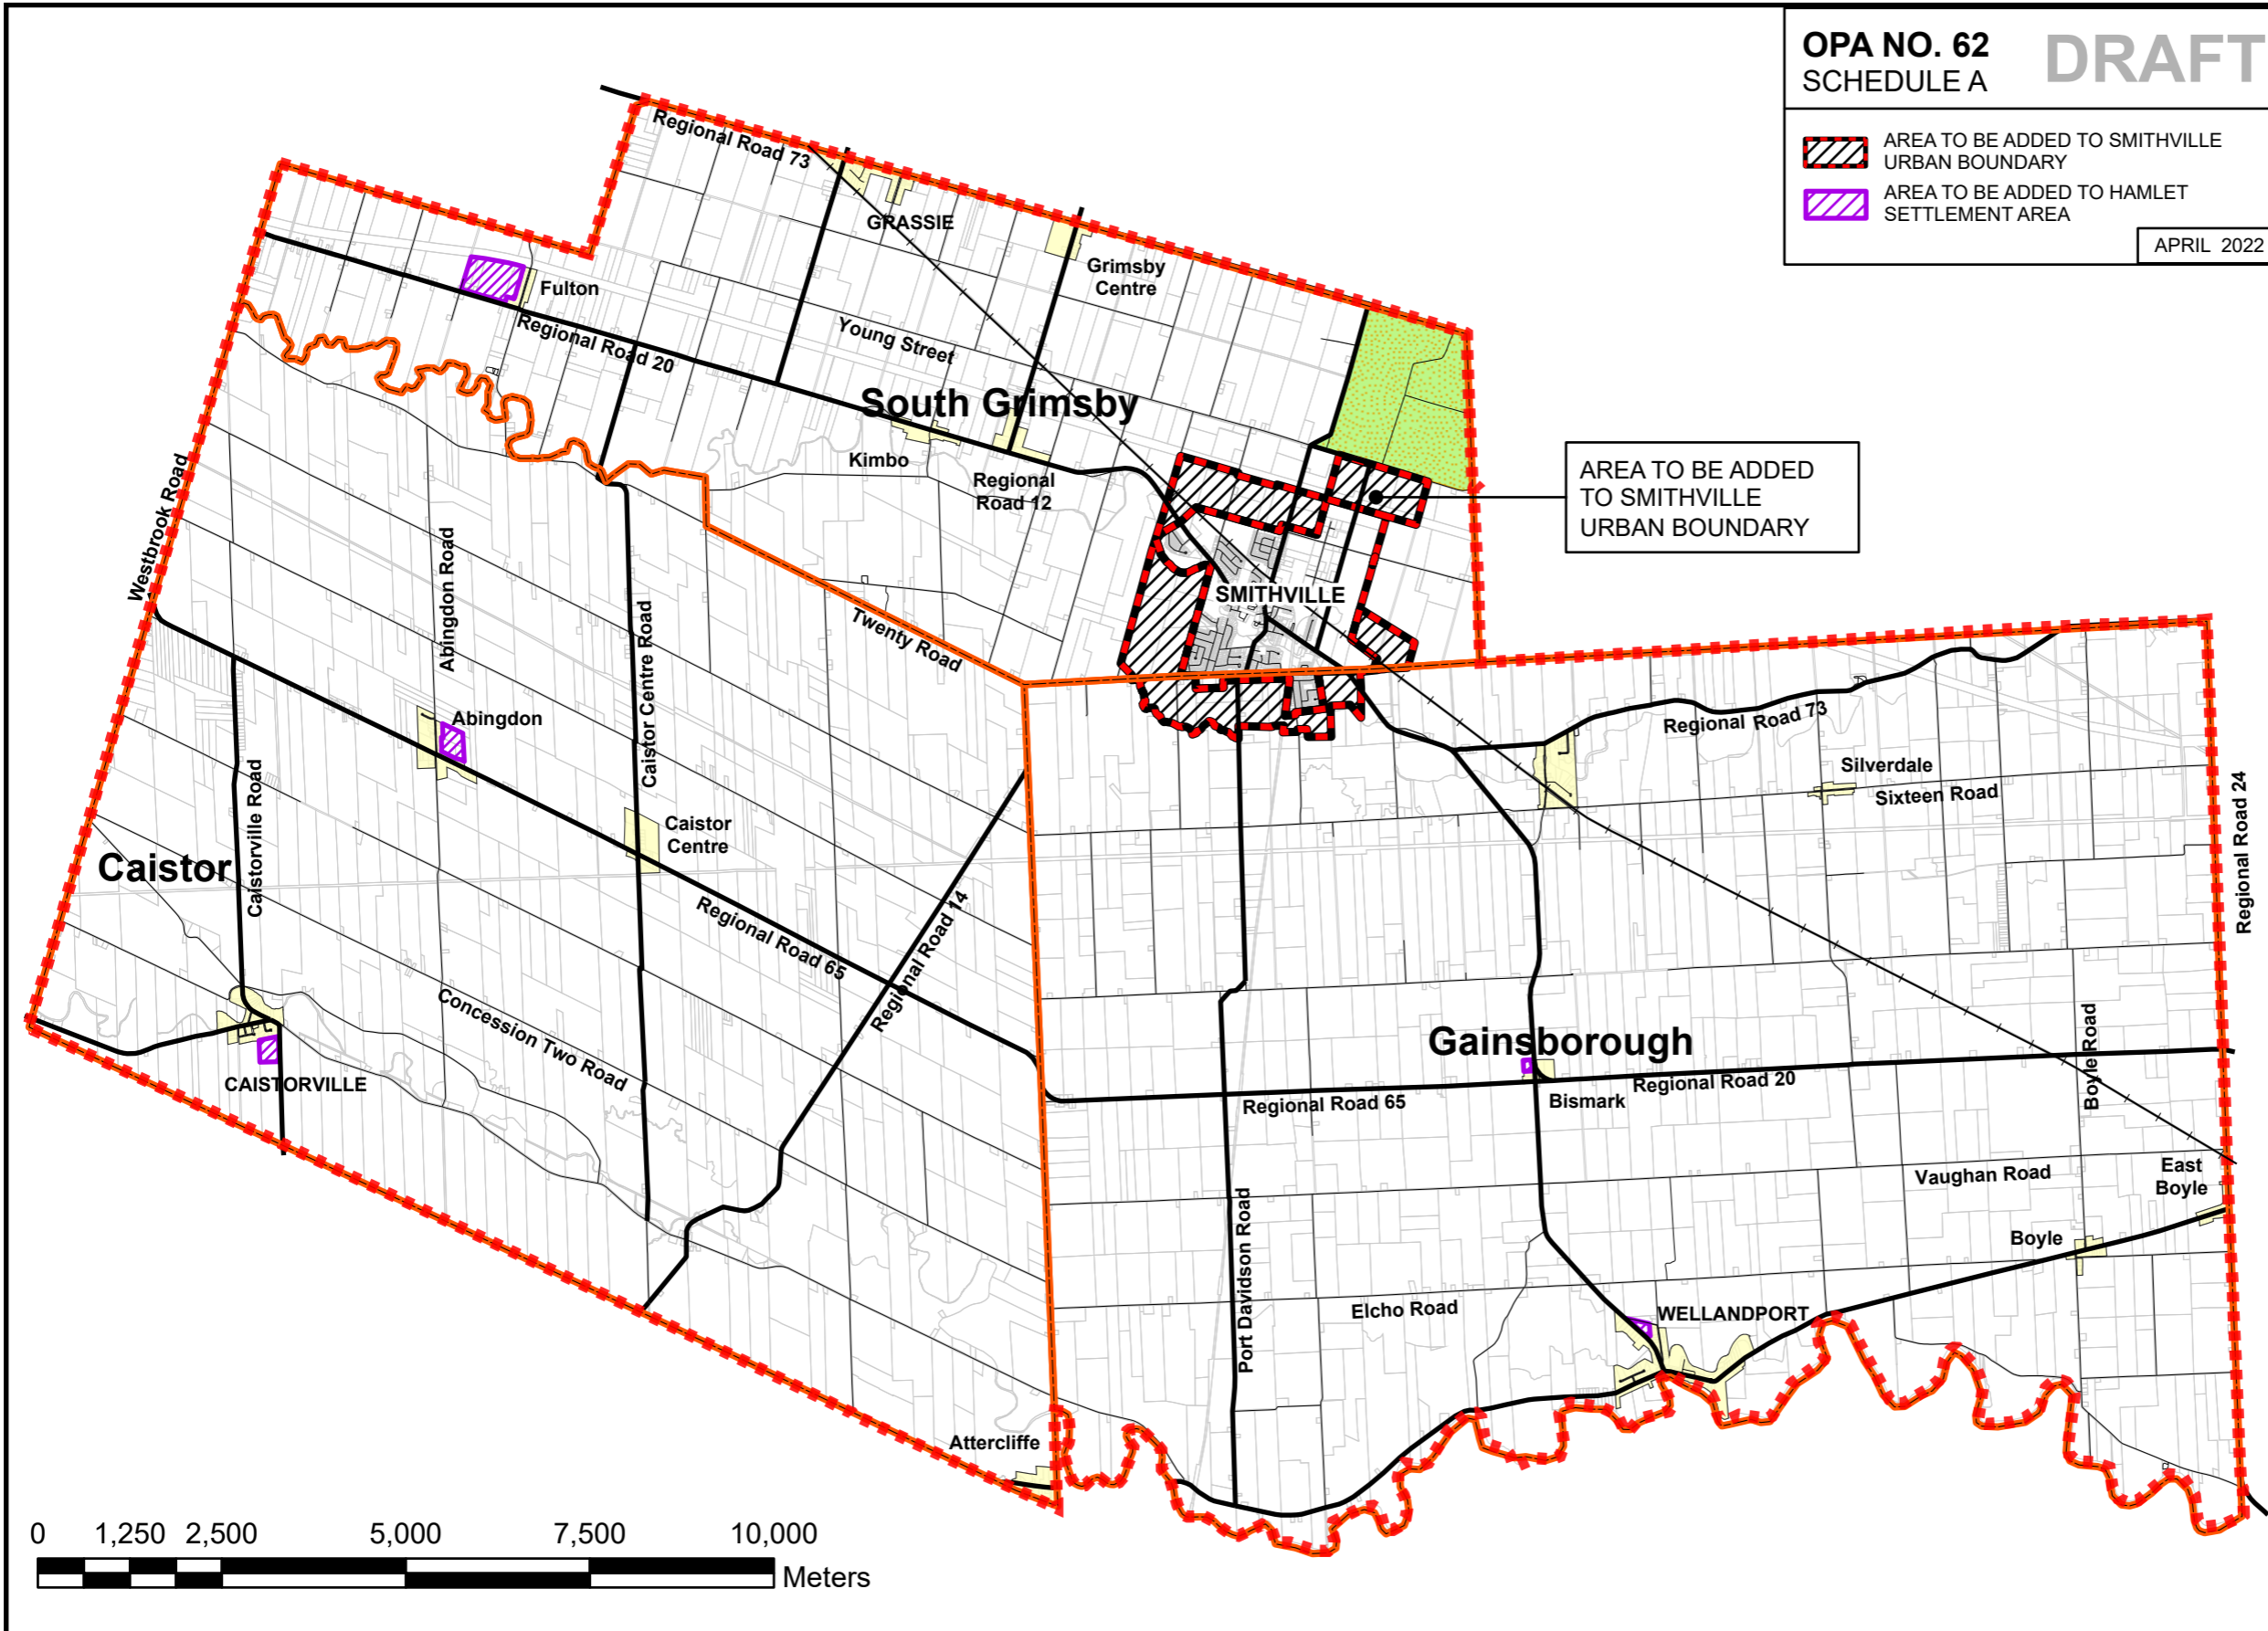 OPA NO. 62
SCHEDULE A
DRAFT
AREA TO BE ADDED TO SMITHVILLE
URBAN BOUNDARY
AREA TO BE ADDED TO HAMLET
SETTLEMENT AREA
APRIL 2022
Regional Road 73
GRASSIE
Grimsby
Centre
Fulton
Regional Road 20
Young Street
South Grimsby
Kimbo
Regional
Road 12
AREA TO BE ADDED
TO SMITHVILLE
URBAN BOUNDARY
Westbrook Road
Abingdon Road
Caistor Centre Road
SMITHVILLE
Twenty Road
Abingdon
Regional Road 73
Silverdale
Sixteen Road
Regional Road 24
Caistorville Road
Caistor
Centre
Caistor
Regional Road 65
Regional Road 14
Concession Two Road
CAISTORVILLE
Gainsborough
Boyle Road
Regional Road 65
Bismark
Regional Road 20
Vaughan Road
East
Boyle
Boyle
Port Davidson Road
Elcho Road
WELLANDPORT
Attercliffe
0 1,250 2,500 5,000 7,500 10,000
Meters